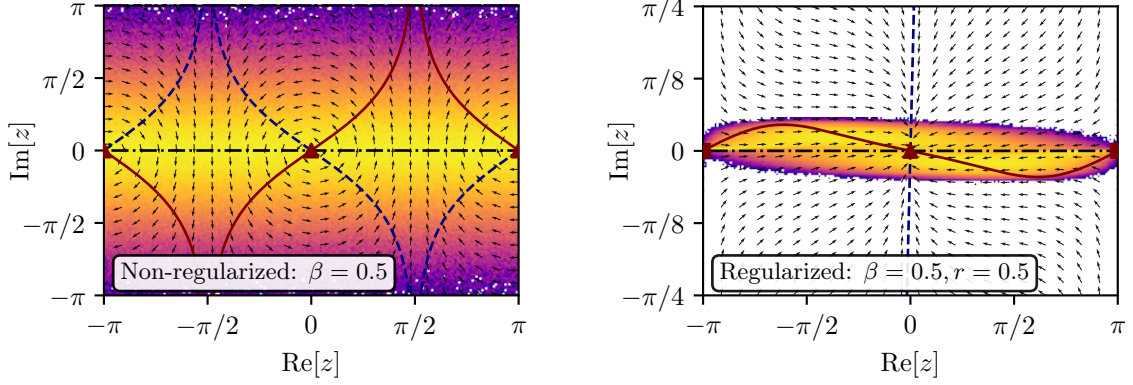 π
π/2
0
−π/2
−π
Im[z]
Non-regularized: β = 0.5
−π
−π/2
0
π/2
π
Re[z]
π/4
π/8
0
−π/8
−π/4
Im[z]
Regularized: β = 0.5, r = 0.5
−π
−π/2
0
π/2
π
Re[z]